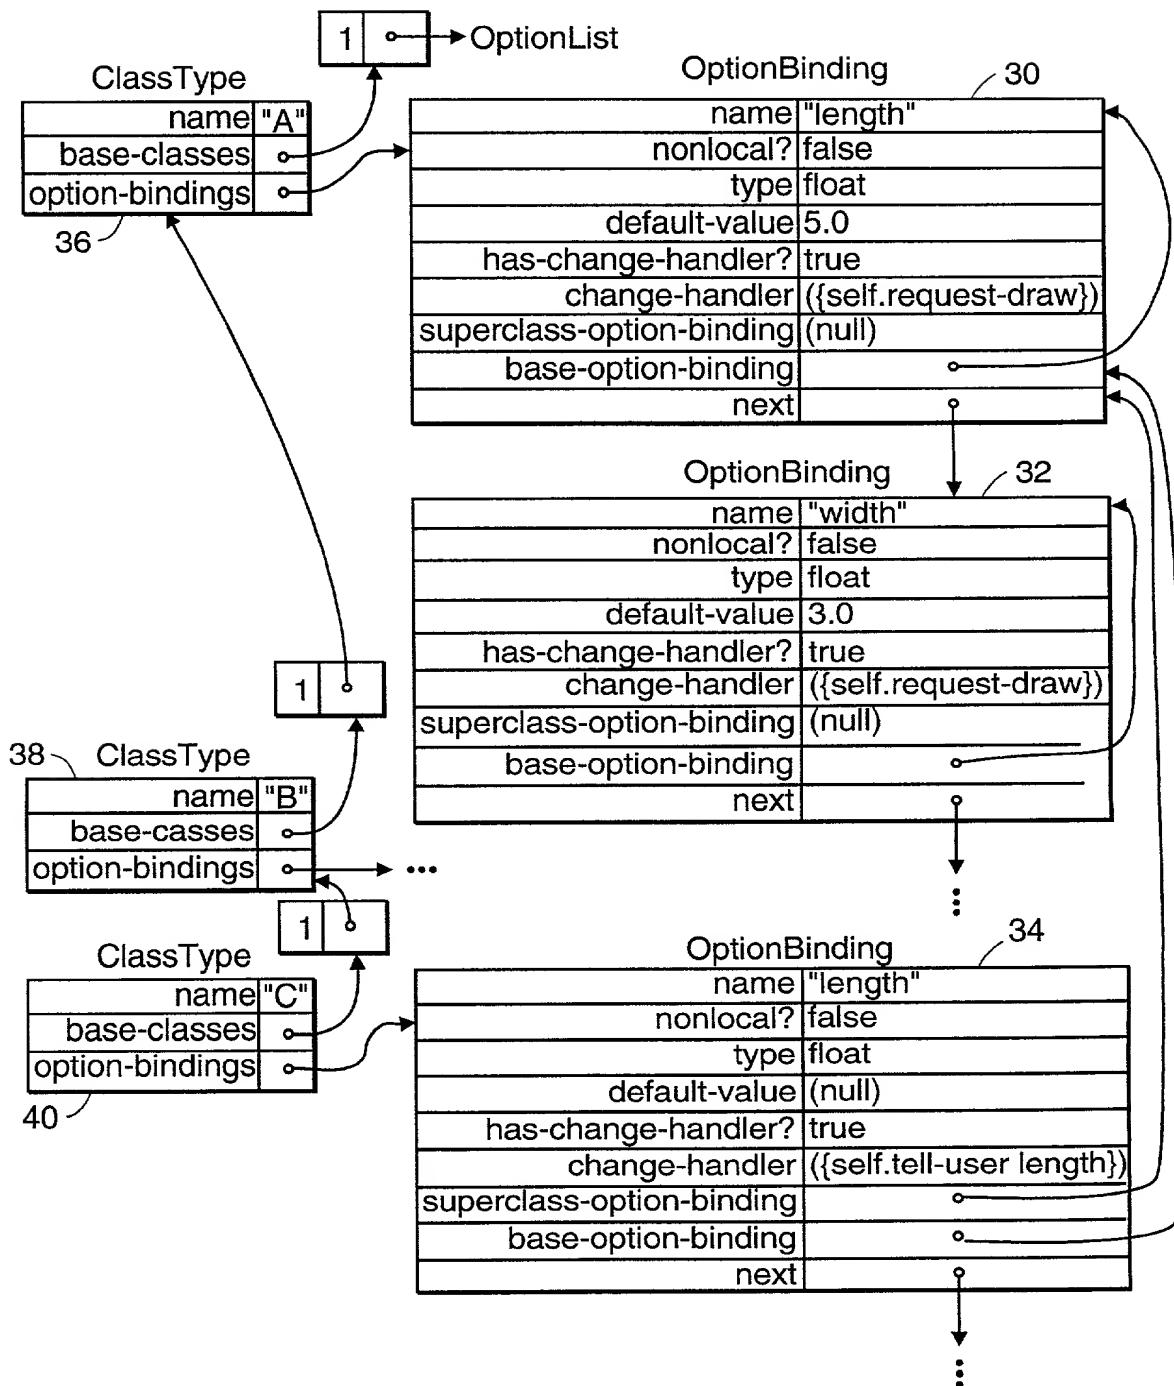 1 OptionList
ClassType
name "A"
base-classes
option-bindings
36
OptionBinding 30
name "length"
nonlocal? false
type float
default-value 5.0
has-change-handler? true
change-handler ({self.request-draw})
superclass-option-binding (null)
base-option-binding
next
OptionBinding 32
name "width"
nonlocal? false
type float
default-value 3.0
has-change-handler? true
change-handler ({self.request-draw})
superclass-option-binding (null)
base-option-binding
next
1
38 ClassType
name "B"
base-casses
option-bindings ...
1
ClassType
name "C"
base-classes
option-bindings
40
OptionBinding 34
name "length"
nonlocal? false
type float
default-value (null)
has-change-handler? true
change-handler ({self.tell-user length})
superclass-option-binding
base-option-binding
next